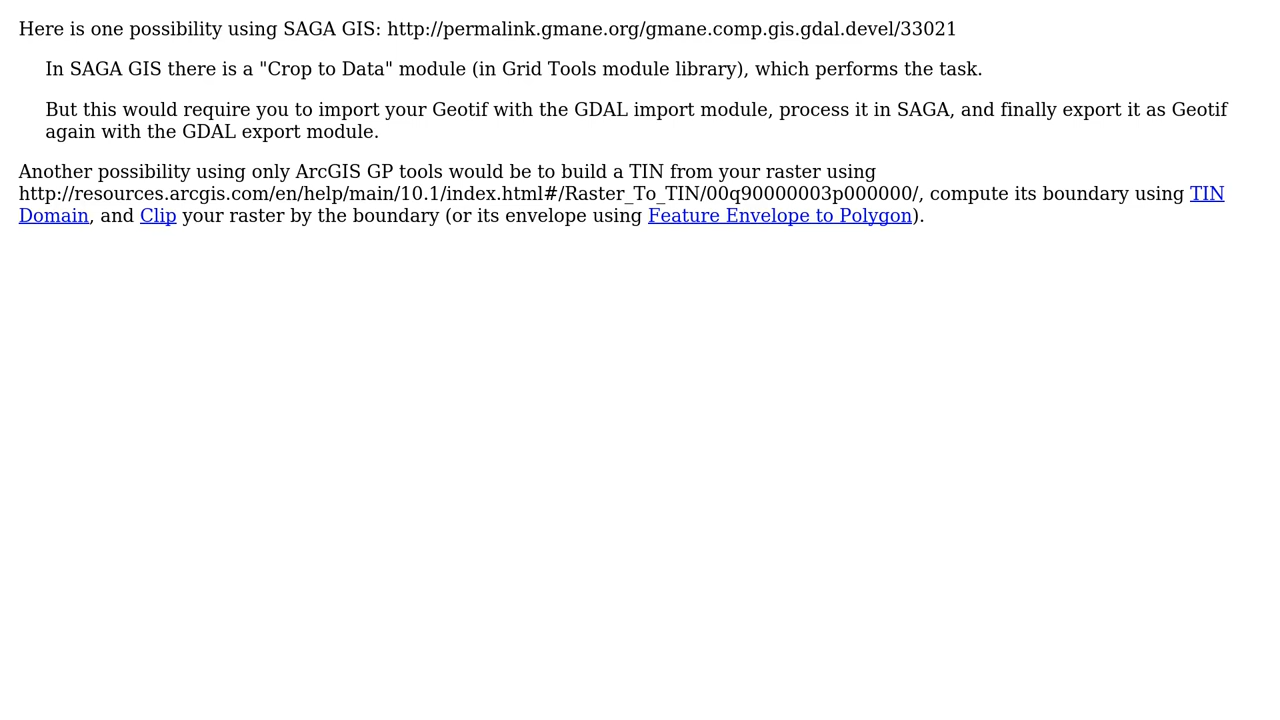 Here is one possibility using SAGA GIS: http://permalink.gmane.org/gmane.comp.gis.gdal.devel/33021
In SAGA GIS there is a "Crop to Data" module (in Grid Tools module library), which performs the task.
But this would require you to import your Geotif with the GDAL import module, process it in SAGA, and finally export it as Geotif
again with the GDAL export module.
Another possibility using only ArcGIS GP tools would be to build a TIN from your raster using
http://resources.arcgis.com/en/help/main/10.1/index.html#/Raster_To_TIN/00q90000003p000000/, compute its boundary using TIN
Domain, and Clip your raster by the boundary (or its envelope using Feature Envelope to Polygon).